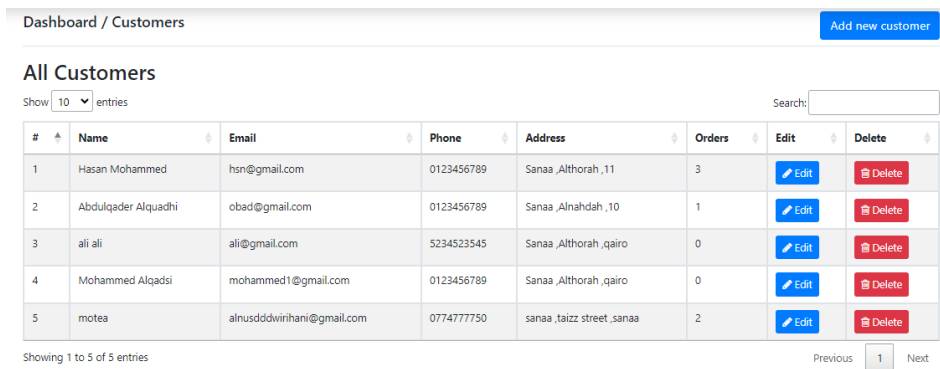 Dashboard / Customers Add new customer
All Customers
Show 10 entries Search:
# Name Email Phone Address Orders Edit Delete
1 Hasan Mohammed hsn@gmail.com 0123456789 Sanaa ,Althorah ,11 3 Edit Delete
2 Abdulqader Alquadhi obad@gmail.com 0123456789 Sanaa ,Alnahdah ,10 1 Edit Delete
3 ali ali ali@gmail.com 5234523545 Sanaa ,Althorah ,qairo 0 Edit Delete
4 Mohammed Alqadsi mohammed1@gmail.com 0123456789 Sanaa ,Althorah ,qairo 0 Edit Delete
5 motea alnusdddwirihani@gmail.com 0774777750 sanaa ,taizz street ,sanaa 2 Edit Delete
Showing 1 to 5 of 5 entries Previous 1 Next